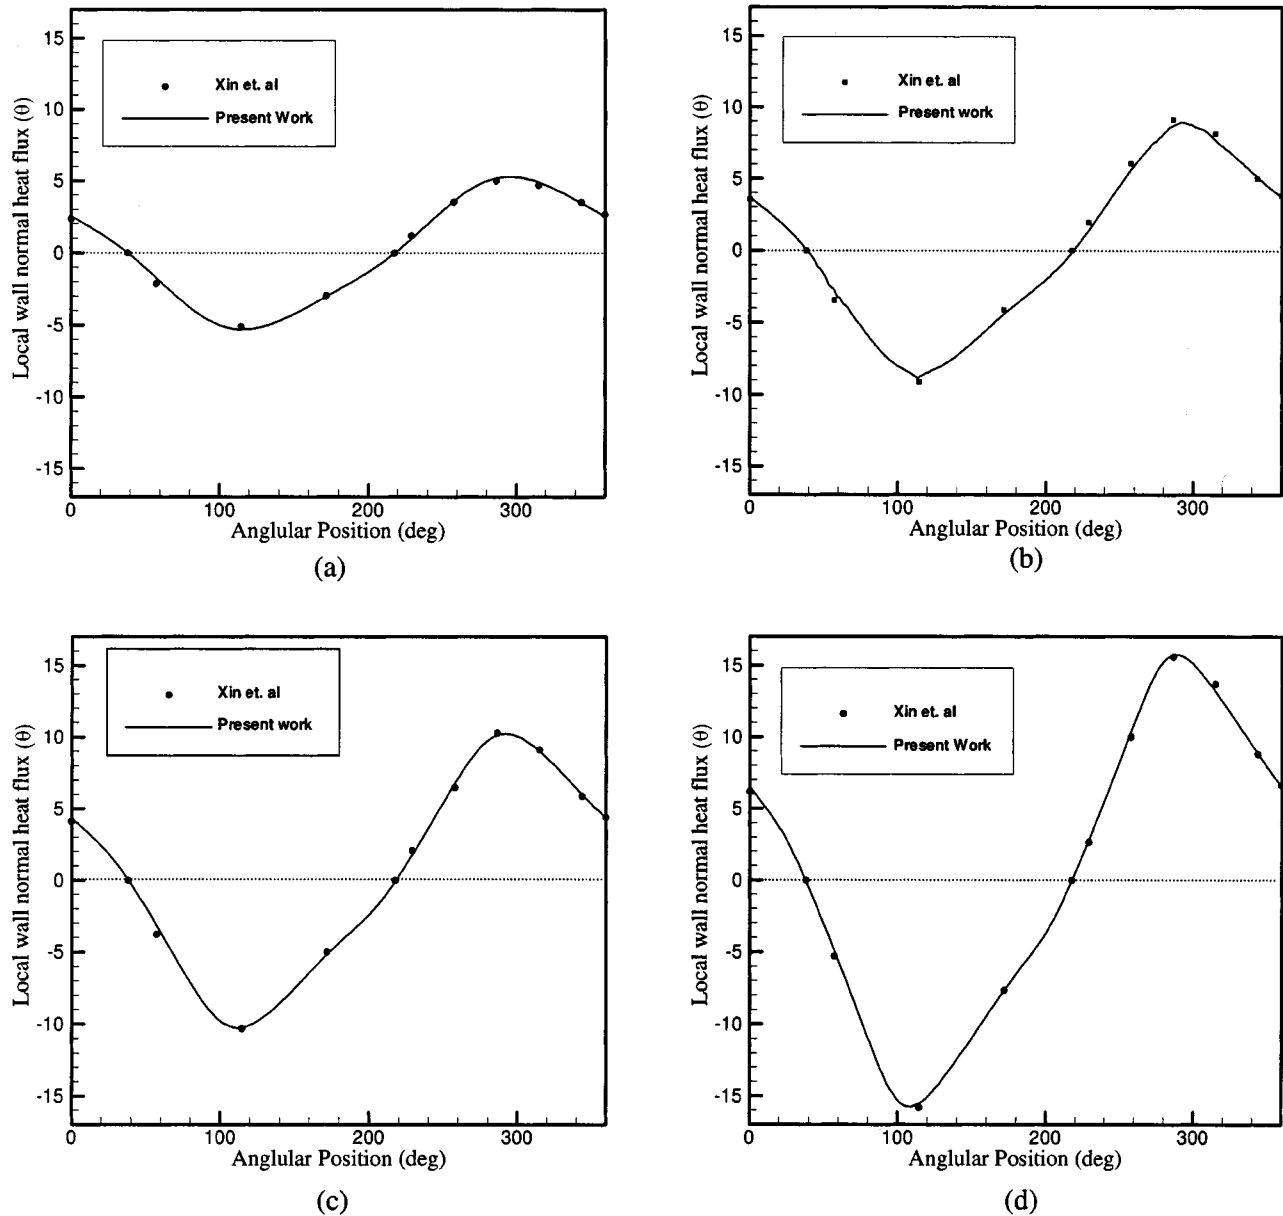 Local wall normal heat flux (θ)
15
10
5
0
-5
-10
-15
Xin et. al
Present Work
0 100 200 300
Anglular Position (deg)
(a)
Local wall normal heat flux (θ)
15
10
5
0
-5
-10
-15
Xin et. al
Present work
0 100 200 300
Anglular Position (deg)
(b)
Local wall normal heat flux (θ)
15
10
5
0
-5
-10
-15
Xin et. al
Present work
0 100 200 300
Anglular Position (deg)
(c)
Local wall normal heat flux (θ)
15
10
5
0
-5
-10
-15
Xin et. al
Present Work
0 100 200 300
Anglular Position (deg)
(d)